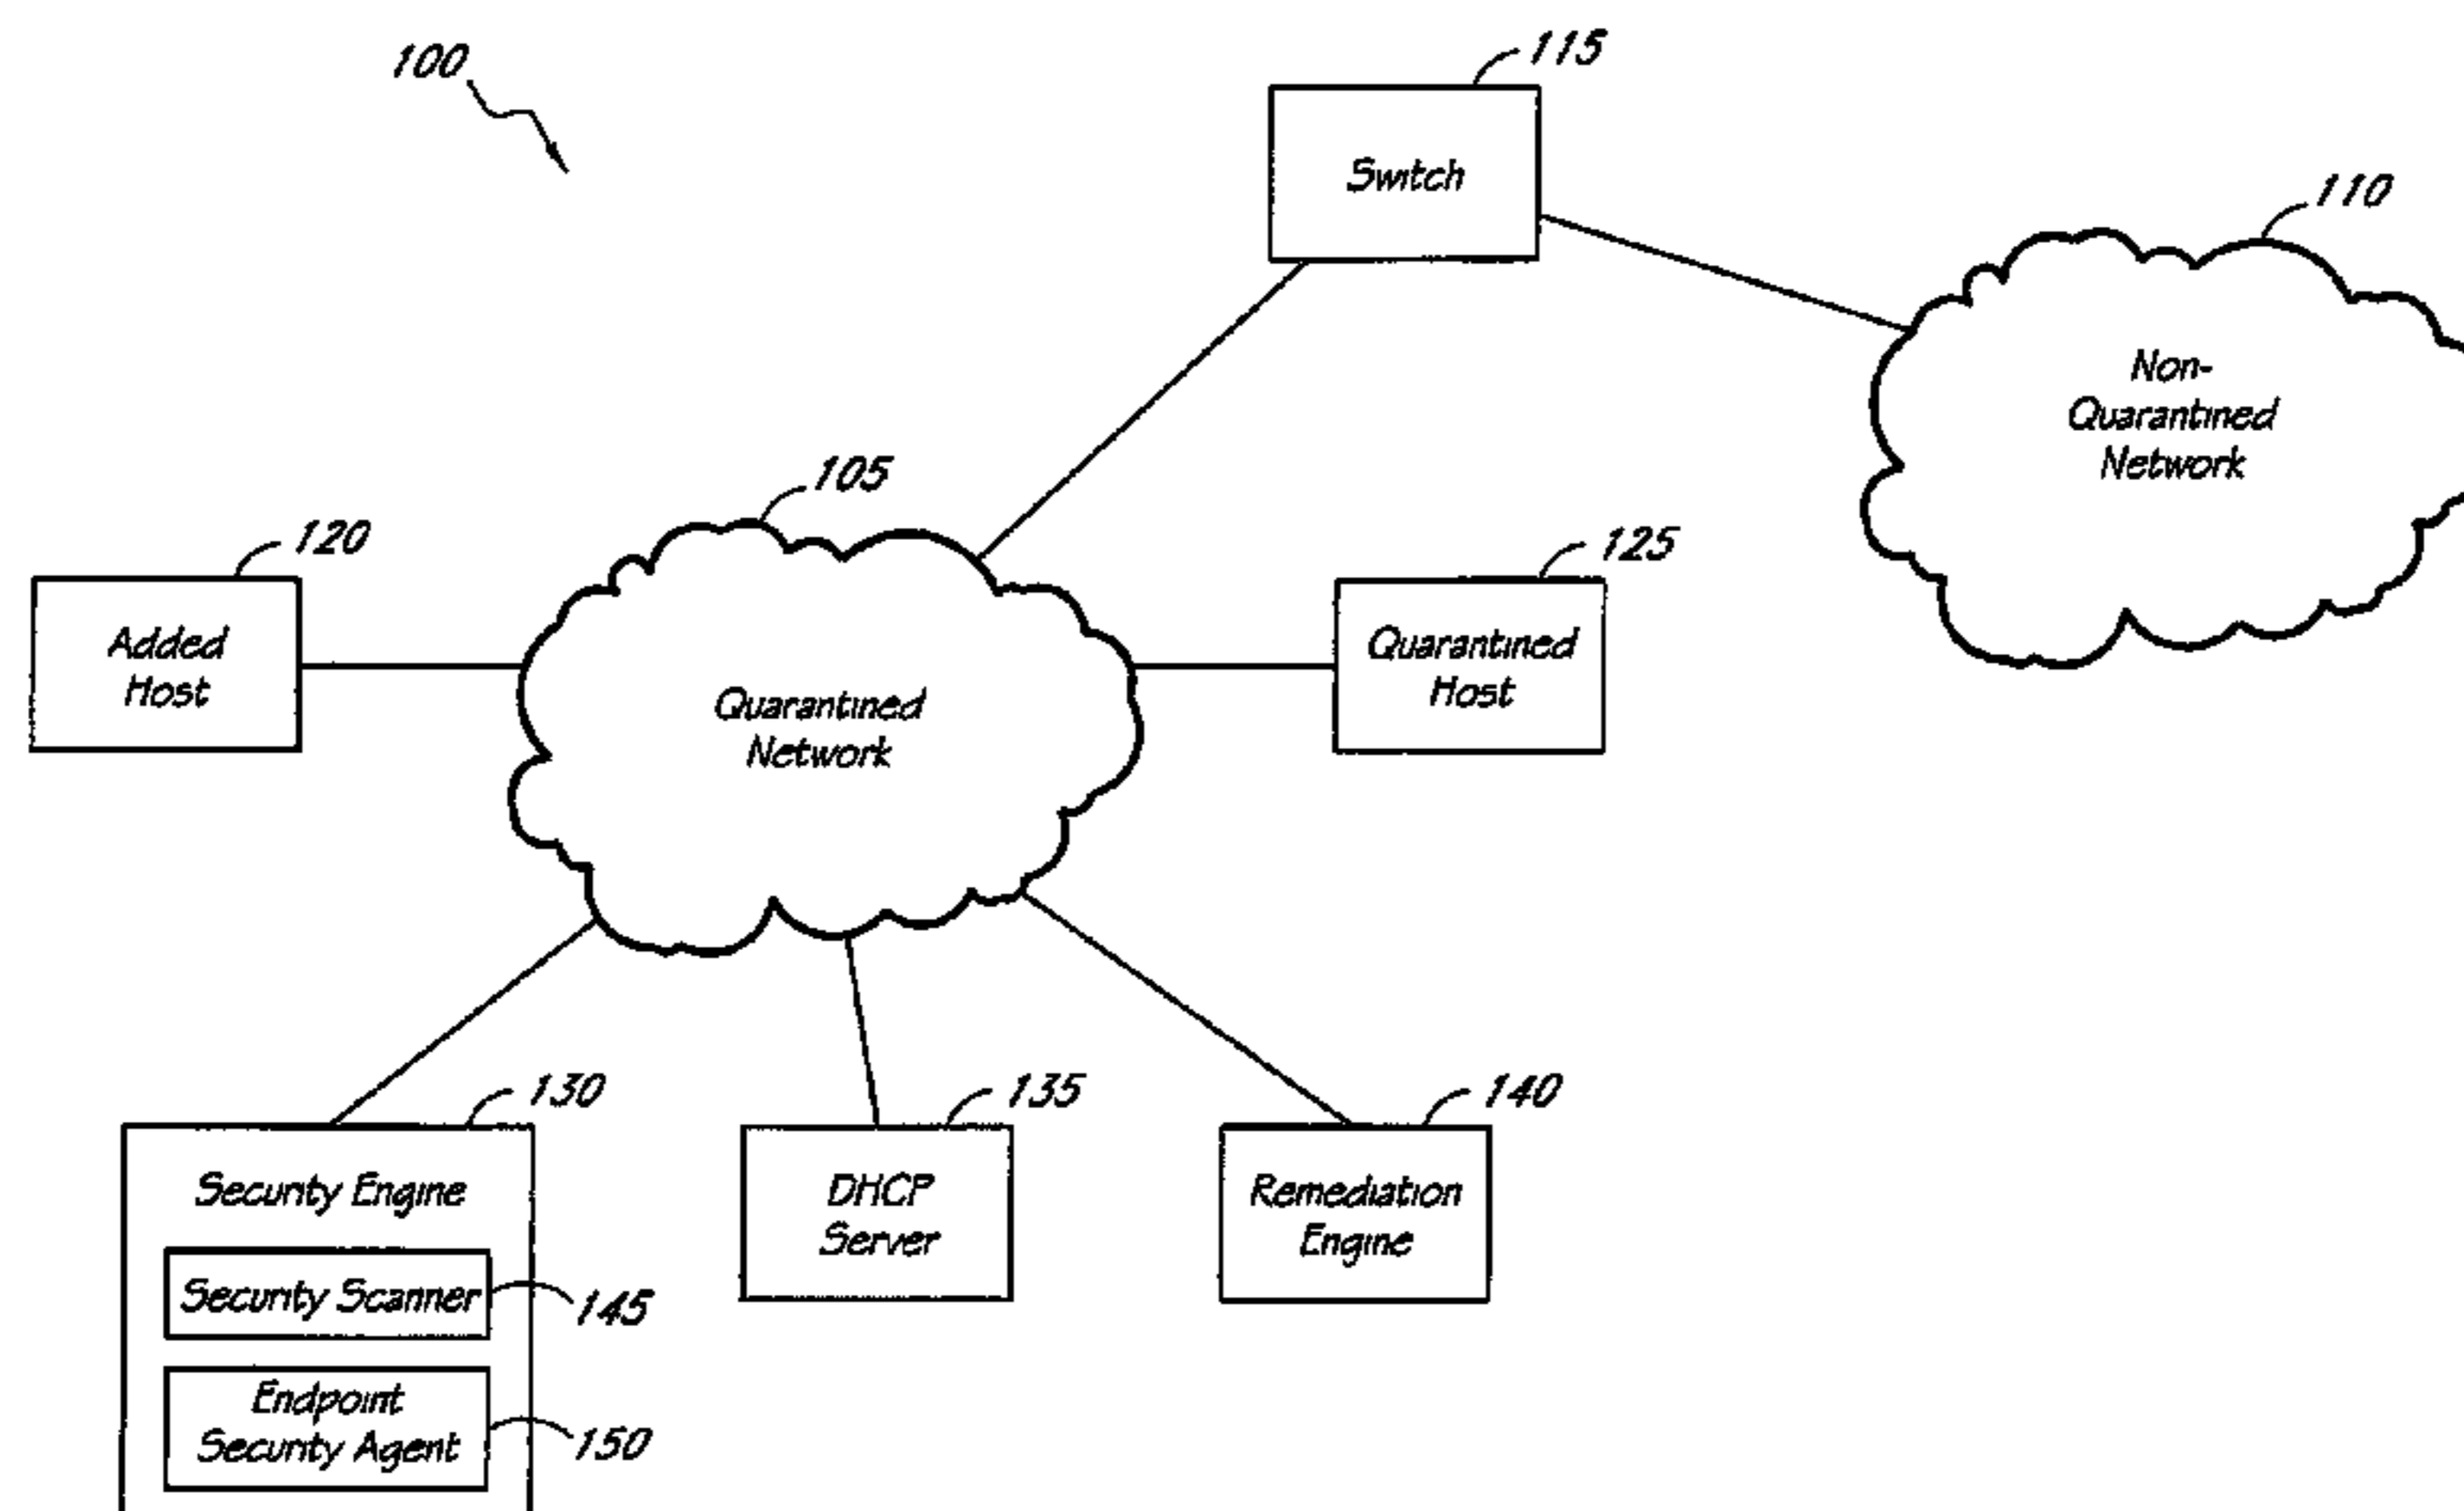 100
115
Switch
110
Non-
Quarantined
Network
105
120
Added
Host
125
Quarantined
Host
Quarantined
Network
130
Security Engine
Security Scanner
145
Endpoint
Security Agent
150
135
DHCP
Server
140
Remediation
Engine